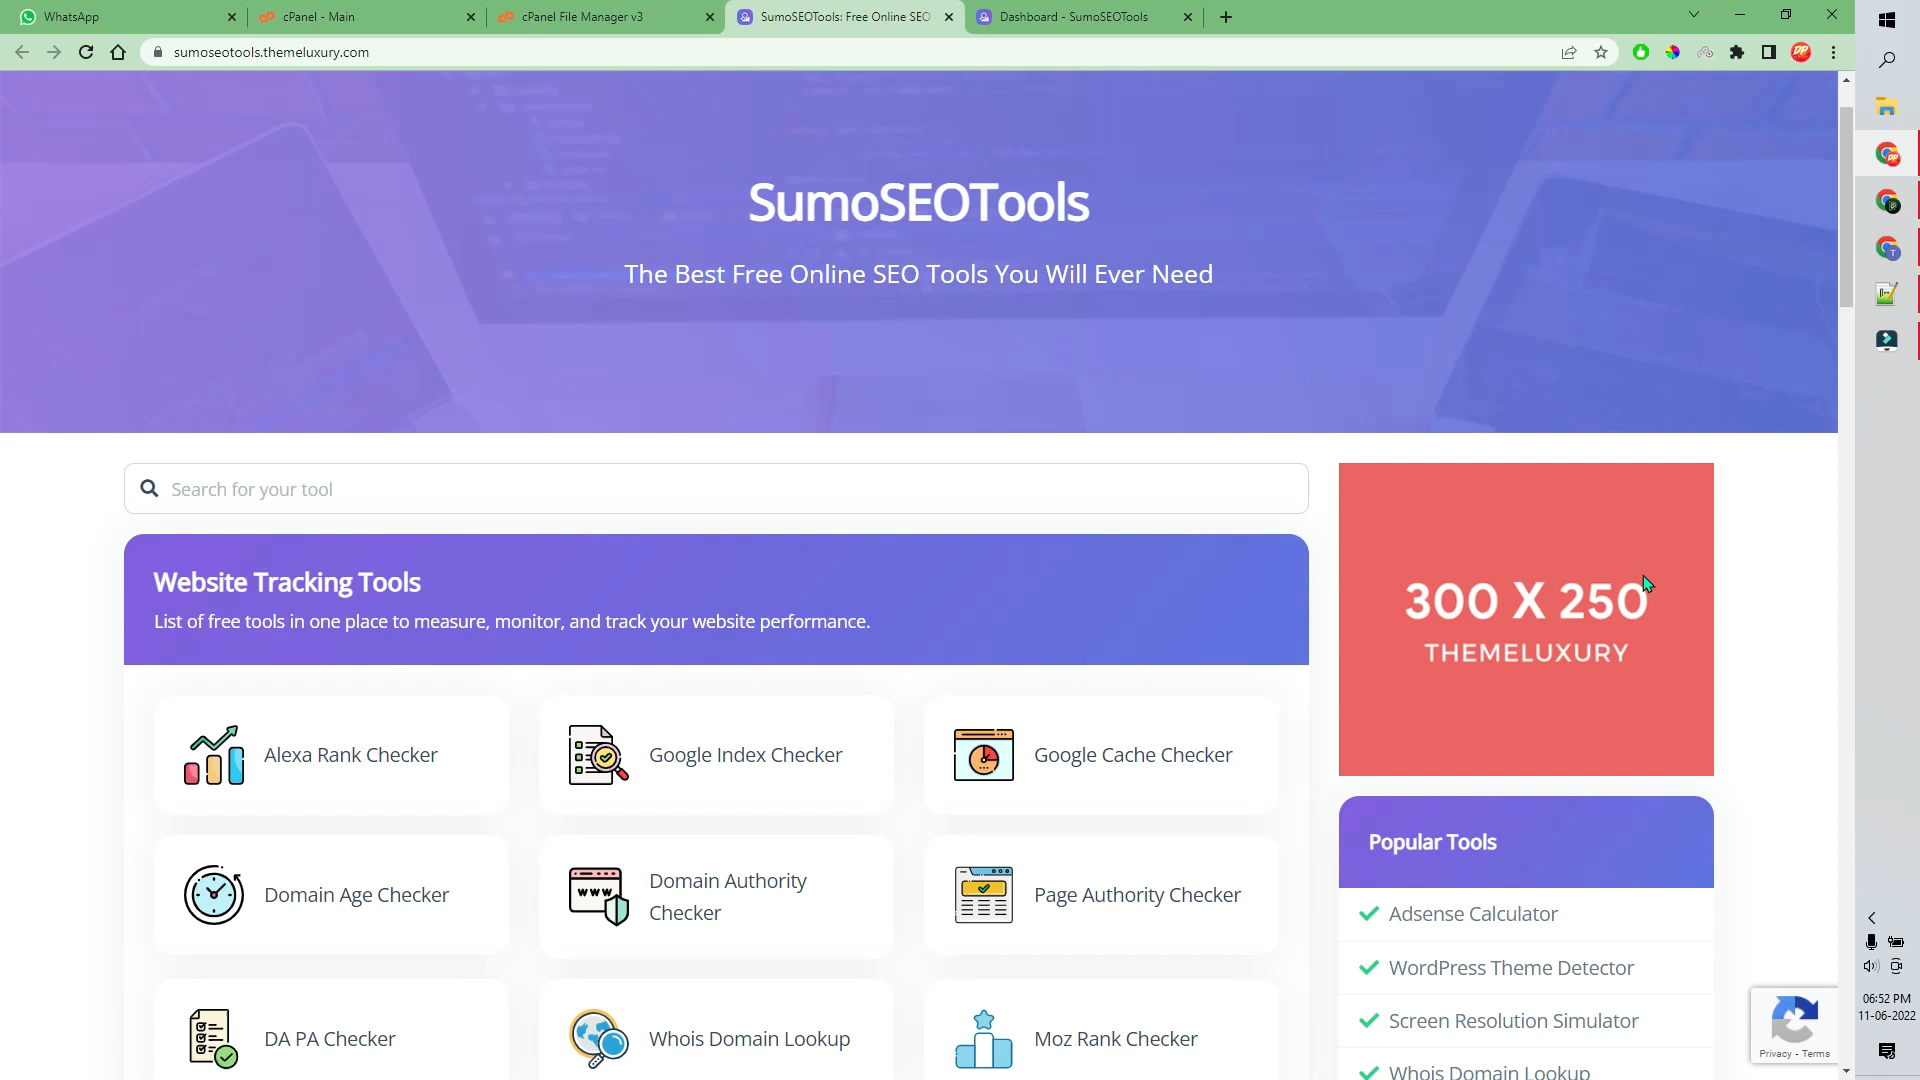 WhatsApp
cPanel - Main
cPanel File Manager v3
SumoSEOTools: Free Online SEO
Dashboard - SumoSEOTools
sumoseotools.themeluxury.com
SumoSEOTools
The Best Free Online SEO Tools You Will Ever Need
Search for your tool
Website Tracking Tools
List of free tools in one place to measure, monitor, and track your website performance.
Alexa Rank Checker
Google Index Checker
Google Cache Checker
Domain Age Checker
WWW
Domain Authority
Checker
Page Authority Checker
DA PA Checker
Whois Domain Lookup
Moz Rank Checker
300 X 250
THEMELUXURY
Popular Tools
Adsense Calculator
WordPress Theme Detector
Screen Resolution Simulator
Whois Domain Lookup
Privacy - Terms
06:52 PM
11-06-2022